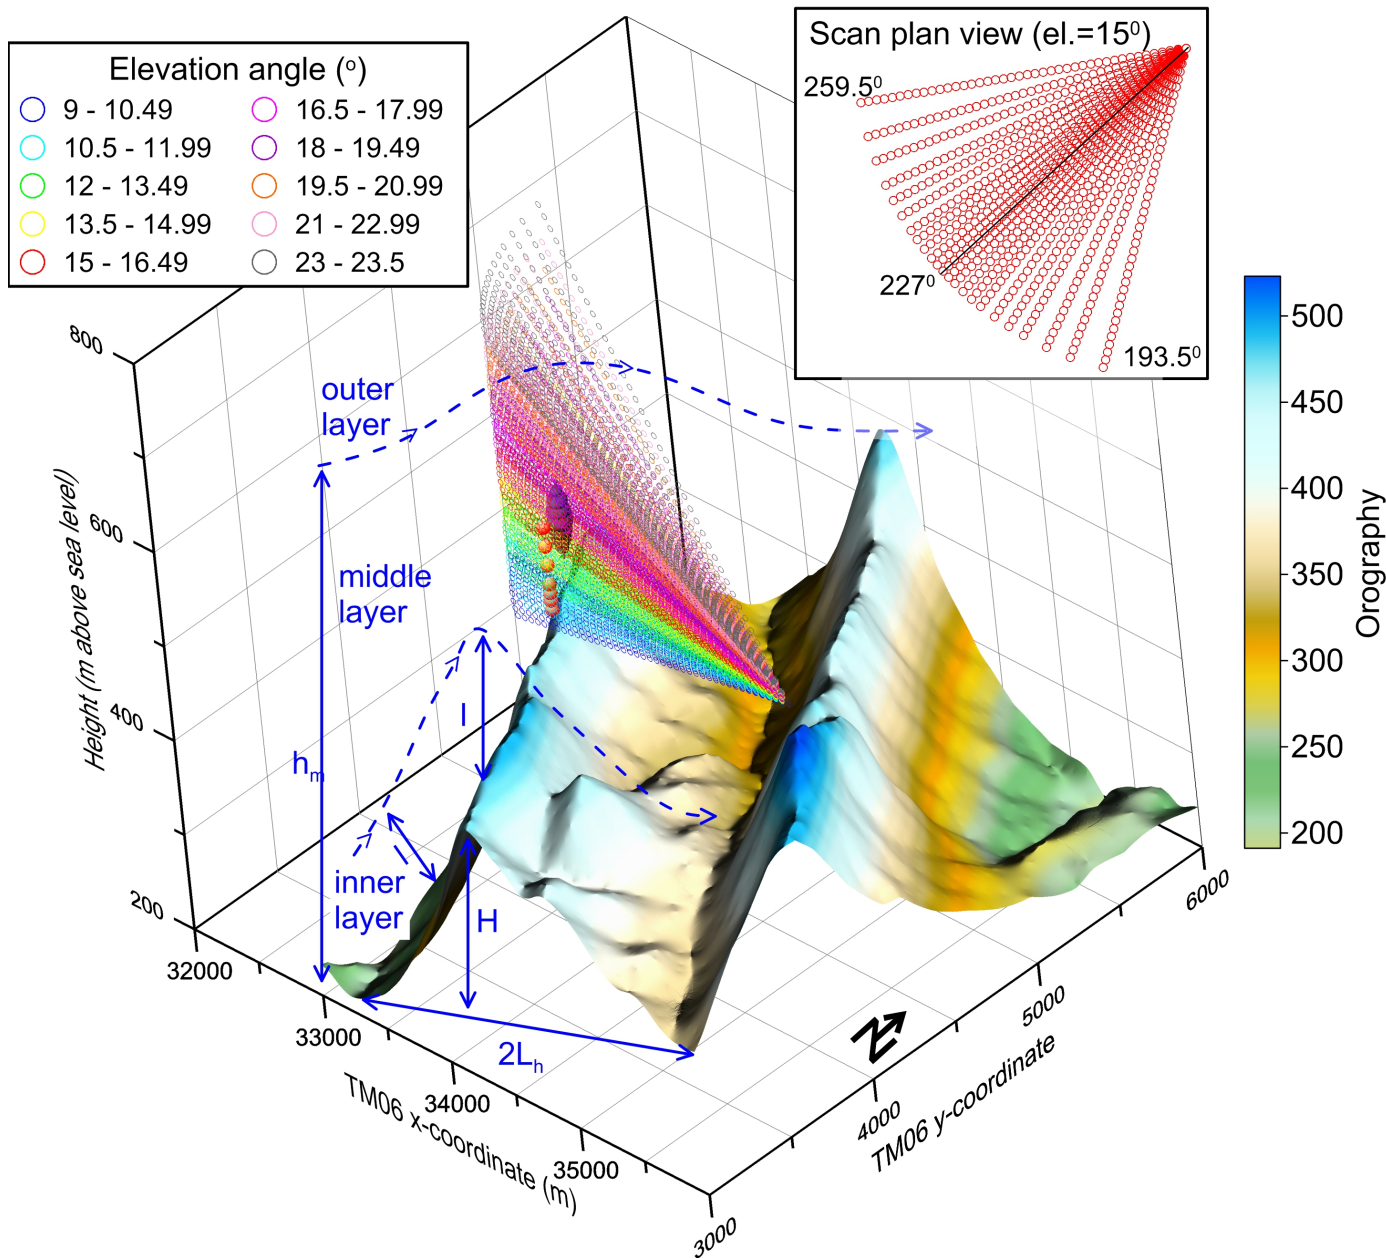 Elevation angle (°)
9 - 10.49
10.5 - 11.99
12 - 13.49
13.5 - 14.99
15 - 16.49
16.5 - 17.99
18 - 19.49
19.5 - 20.99
21 - 22.99
23 - 23.5
Scan plan view (el.=15⁰)
259.5⁰
227⁰
193.5⁰
500
450
400
350
300
250
200
Orography
800
600
400
200
Height (m above sea level)
outer
layer
middle
layer
inner
layer
hₘ
l
H
2Lₕ
32000
33000
34000
35000
TM06 x-coordinate (m)
3000
4000
5000
6000
TM06 y-coordinate
N